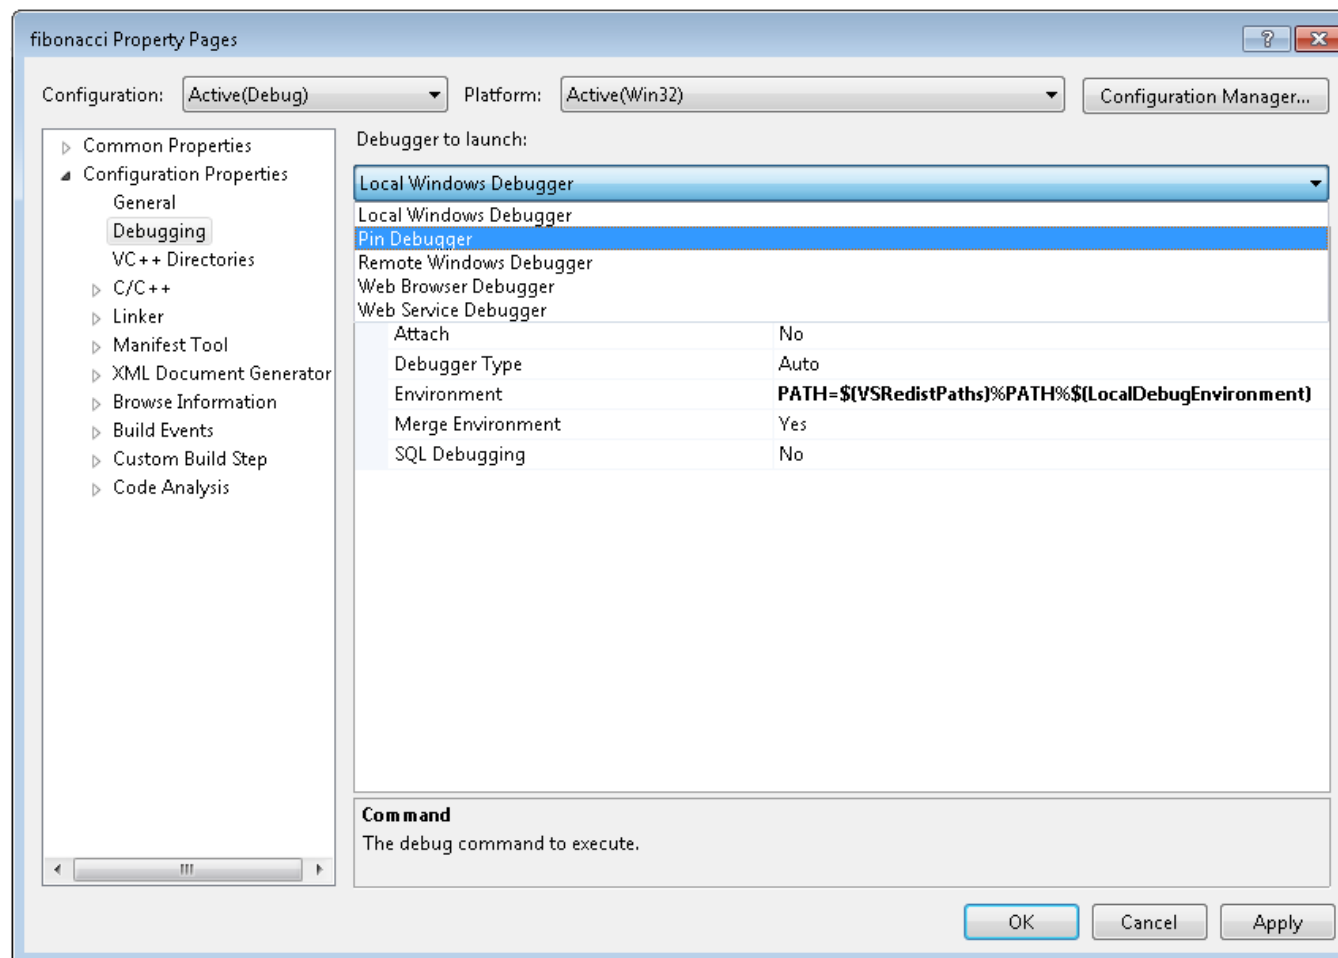 fibonacci Property Pages
?
Configuration: Active(Debug) Platform: Active(Win32) Configuration Manager...
Common Properties
Configuration Properties
General
Debugging
VC++ Directories
C/C++
Linker
Manifest Tool
XML Document Generator
Browse Information
Build Events
Custom Build Step
Code Analysis
Debugger to launch:
Local Windows Debugger
Local Windows Debugger
Pin Debugger
Remote Windows Debugger
Web Browser Debugger
Web Service Debugger
Attach No
Debugger Type Auto
Environment PATH=$(VSRedistPaths)%PATH%$(LocalDebugEnvironment)
Merge Environment Yes
SQL Debugging No
Command
The debug command to execute.
OK Cancel Apply